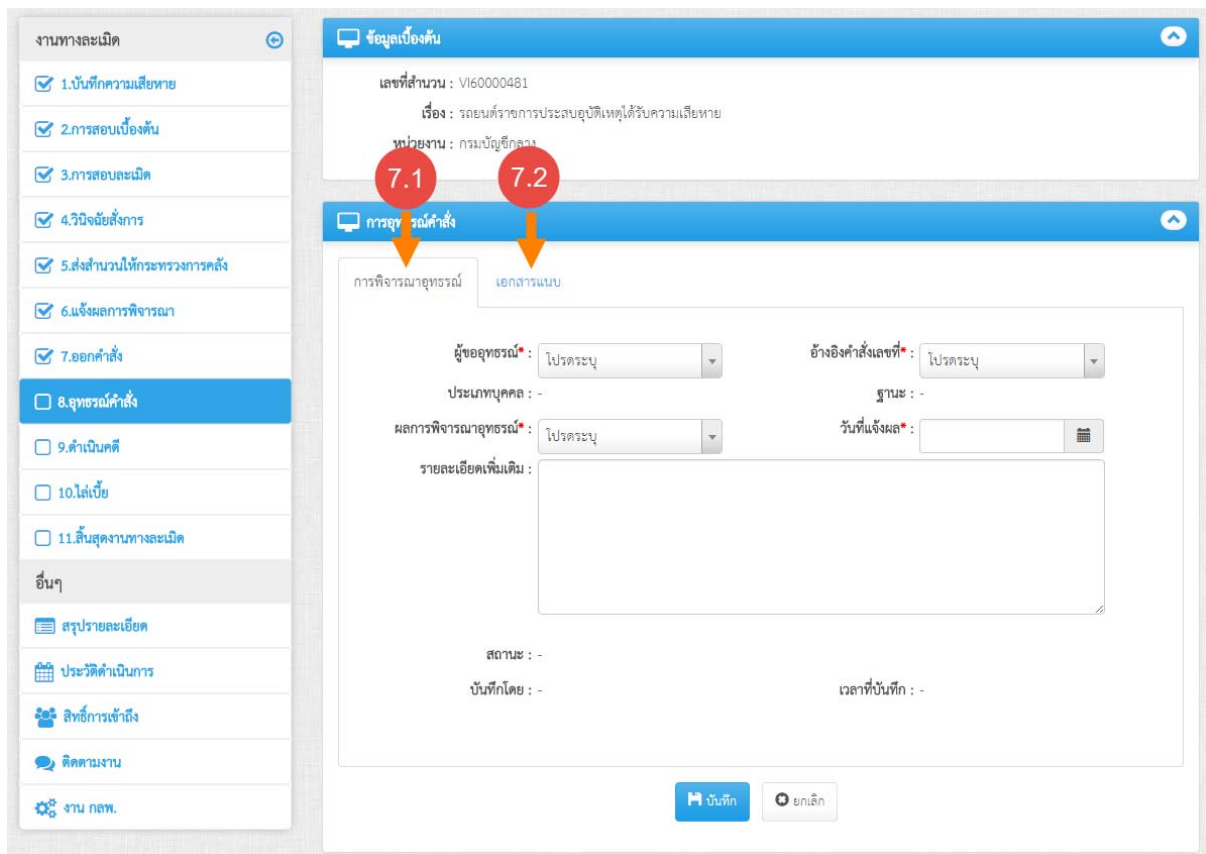 งานทางละเมิด
1.บันทึกความเสียหาย
2.การสอบเบื้องต้น
3.การสอบละเมิด
4.วินิจฉัยสั่งการ
5.ส่งสำนวนให้กระทรวงการคลัง
6.แจ้งผลการพิจารณา
7.ออกคำสั่ง
8.อุทธรณ์คำสั่ง
9.ดำเนินคดี
10.ไล่เบี้ย
11.สิ้นสุดงานทางละเมิด
อื่นๆ
สรุปรายละเอียด
ประวัติดำเนินการ
สิทธิ์การเข้าถึง
ติดตามงาน
งาน กลพ.
ข้อมูลเบื้องต้น
เลขที่สำนวน : VI60000481
เรื่อง : รถยนต์ราชการประสบอุบัติเหตุได้รับความเสียหาย
หน่วยงาน : กรมบัญชีกลาง
7.1 7.2
การอุทธรณ์คำสั่ง
การพิจารณาอุทธรณ์ เอกสารแนบ
ผู้ขออุทธรณ์* : โปรดระบุ อ้างอิงคำสั่งเลขที่* : โปรดระบุ
ประเภทบุคคล : - ฐานะ : -
ผลการพิจารณาอุทธรณ์* : โปรดระบุ วันที่แจ้งผล* :
รายละเอียดเพิ่มเติม :
สถานะ : -
บันทึกโดย : - เวลาที่บันทึก : -
บันทึก ยกเลิก